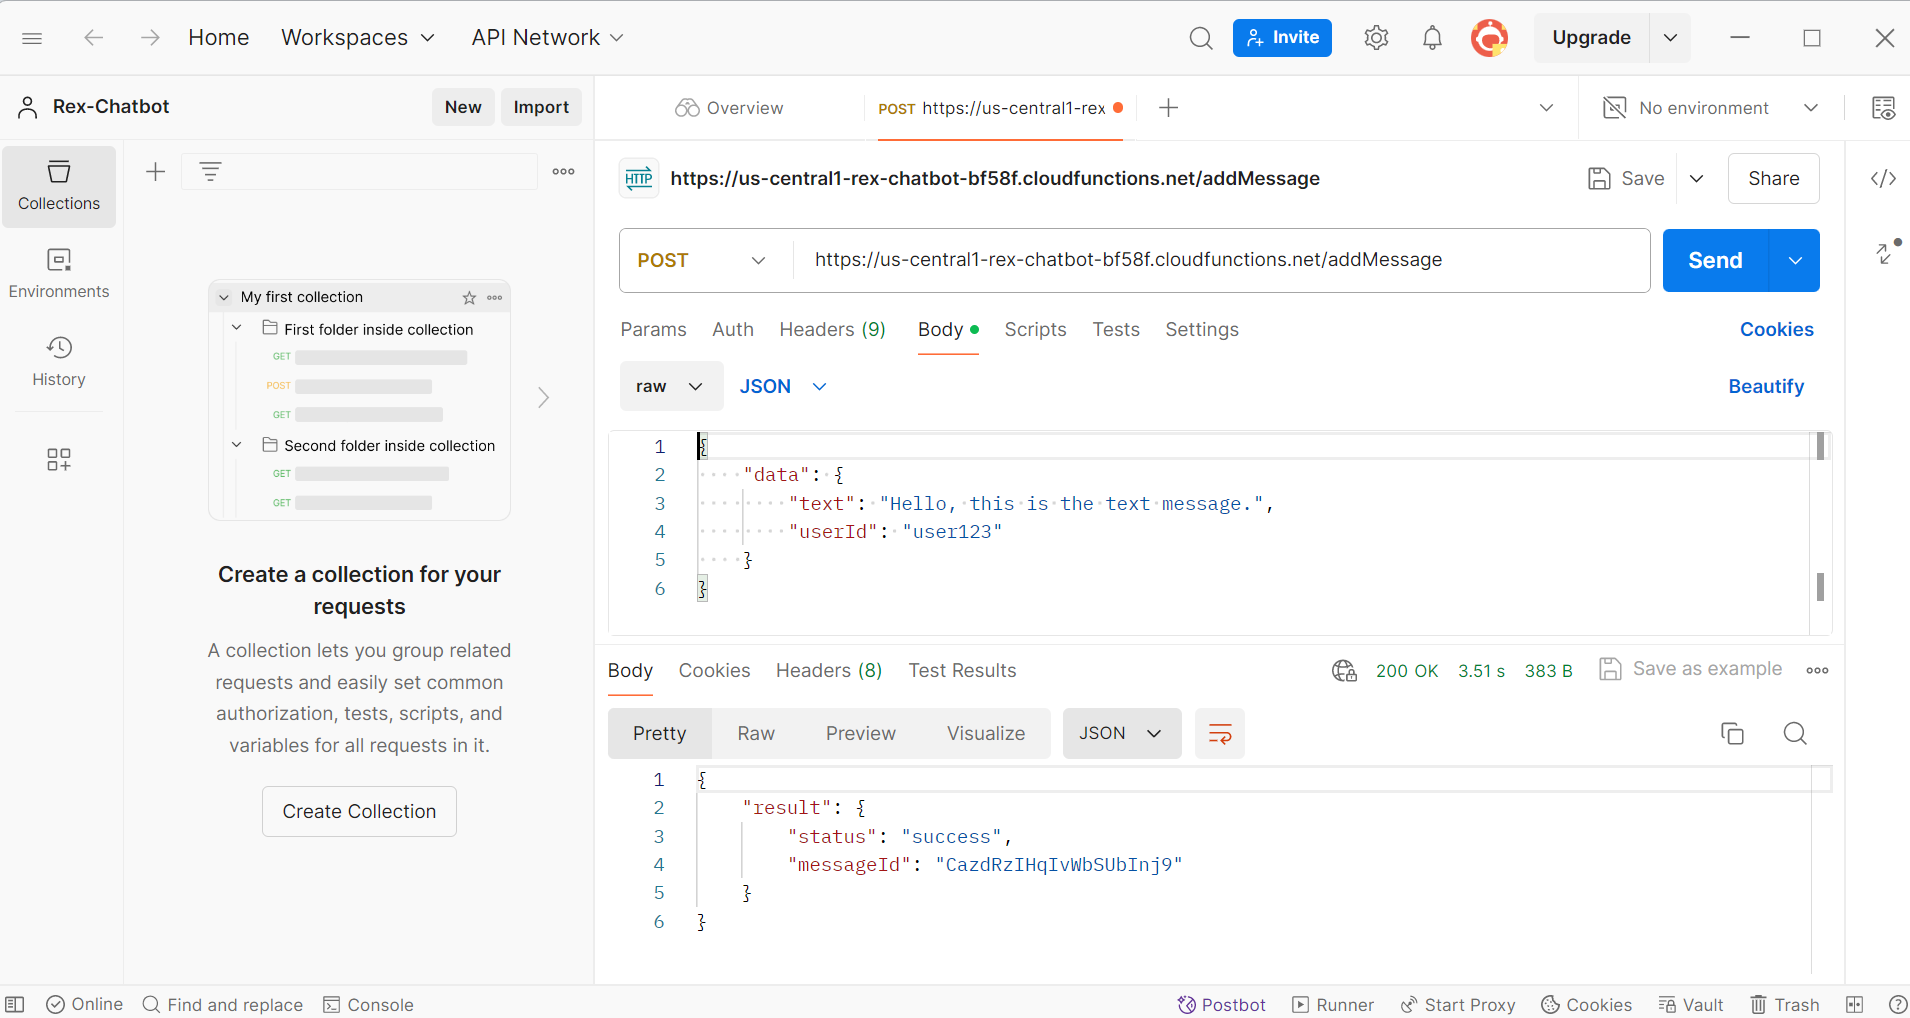 Home Workspaces API Network Invite Upgrade
Rex-Chatbot New Import
Overview POST https://us-central1-rex No environment
Collections
Environments
History
My first collection
First folder inside collection
GET
POST
GET
Second folder inside collection
GET
GET
Create a collection for your
requests
A collection lets you group related
requests and easily set common
authorization, tests, scripts, and
variables for all requests in it.
Create Collection
HTTP https://us-central1-rex-chatbot-bf58f.cloudfunctions.net/addMessage Save Share
POST https://us-central1-rex-chatbot-bf58f.cloudfunctions.net/addMessage Send
Params Auth Headers (9) Body Scripts Tests Settings Cookies
raw JSON Beautify
1 {
2 "data": {
3 "text": "Hello, this is the text message.",
4 "userId": "user123"
5 }
6 }
Body Cookies Headers (8) Test Results 200 OK 3.51 s 383 B Save as example
Pretty Raw Preview Visualize JSON
1 {
2 "result": {
3 "status": "success",
4 "messageId": "CazdRzIHqIvWbSUbInj9"
5 }
6 }
Online Find and replace Console Postbot Runner Start Proxy Cookies Vault Trash